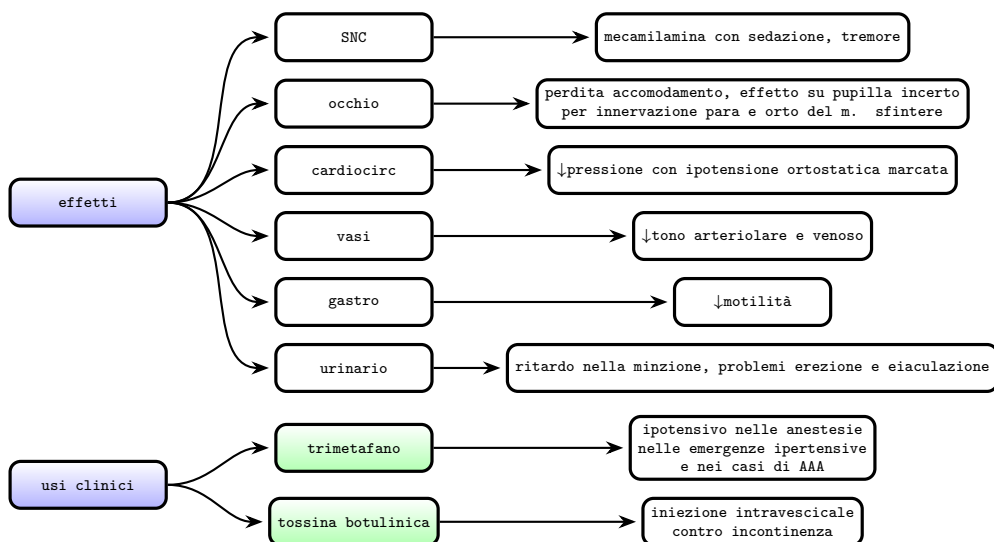 SNC
mecamilamina con sedazione, tremore
occhio
perdita accomodamento, effetto su pupilla incerto
per innervazione para e orto del m. sfintere
cardiocirc
↓pressione con ipotensione ortostatica marcata
effetti
vasi
↓tono arteriolare e venoso
gastro
↓motilità
urinario
ritardo nella minzione, problemi erezione e eiaculazione
usi clinici
trimetafano
ipotensivo nelle anestesie
nelle emergenze ipertensive
e nei casi di AAA
tossina botulinica
iniezione intravescicale
contro incontinenza